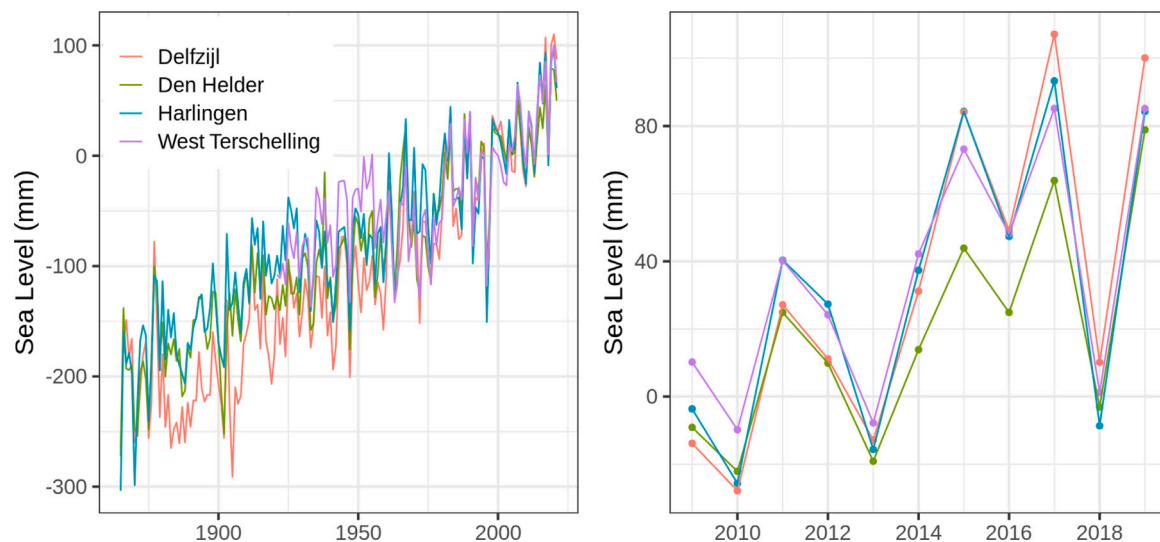 Sea Level (mm)
100
0
-100
-200
-300
Delfzijl
Den Helder
Harlingen
West Terschelling
1900
1950
2000
Sea Level (mm)
80
40
0
2010
2012
2014
2016
2018